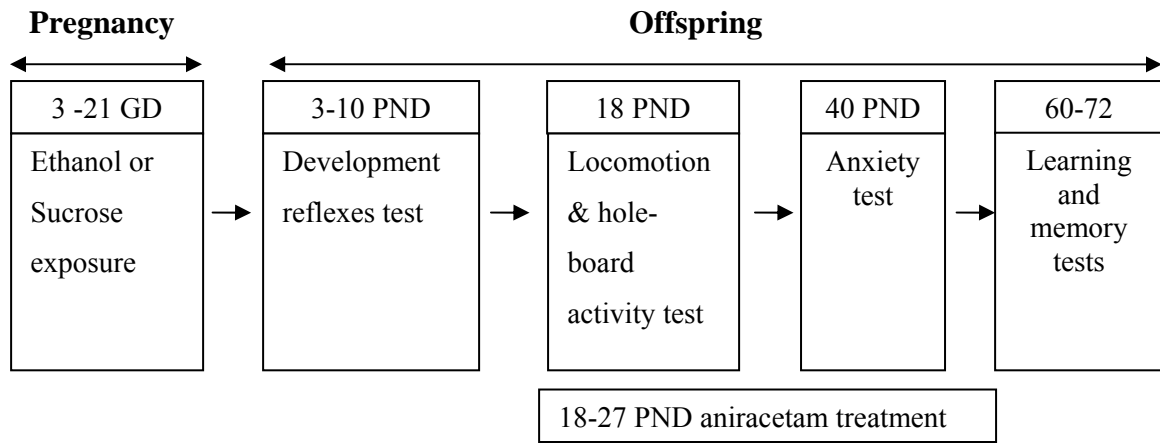 Pregnancy
Offspring
3 -21 GD
Ethanol or
Sucrose
exposure
3-10 PND
Development
reflexes test
18 PND
Locomotion
& hole-
board
activity test
40 PND
Anxiety
test
60-72
Learning
and
memory
tests
18-27 PND aniracetam treatment